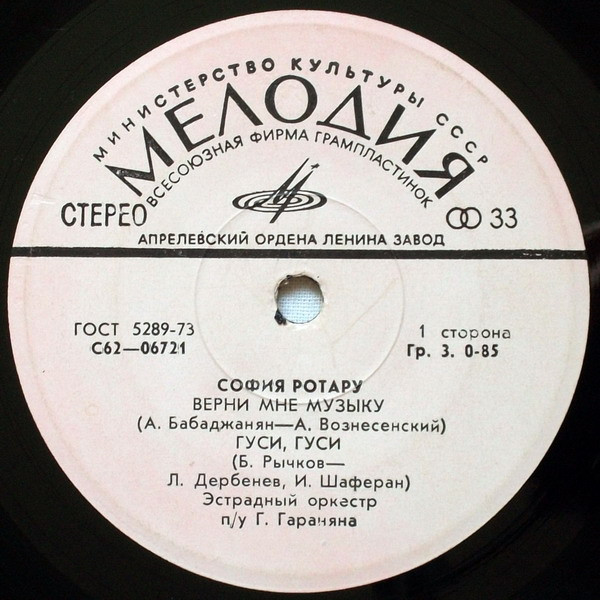 МИНИСТЕРСТВО КУЛЬТУРЫ СССР
МЕЛОДИЯ
ВСЕСОЮЗНАЯ ФИРМА ГРАМПЛАСТИНОК
СТЕРЕО
33
АПРЕЛЕВСКИЙ ОРДЕНА ЛЕНИНА ЗАВОД
ГОСТ 5289-73
1 сторона
С62—06721
Гр. 3. 0-85
СОФИЯ РОТАРУ
ВЕРНИ МНЕ МУЗЫКУ
(А. Бабаджанян—А. Вознесенский)
ГУСИ, ГУСИ
(Б. Рычков—
Л. Дербенев, И. Шаферан)
Эстрадный оркестр
п/у Г. Гараняна